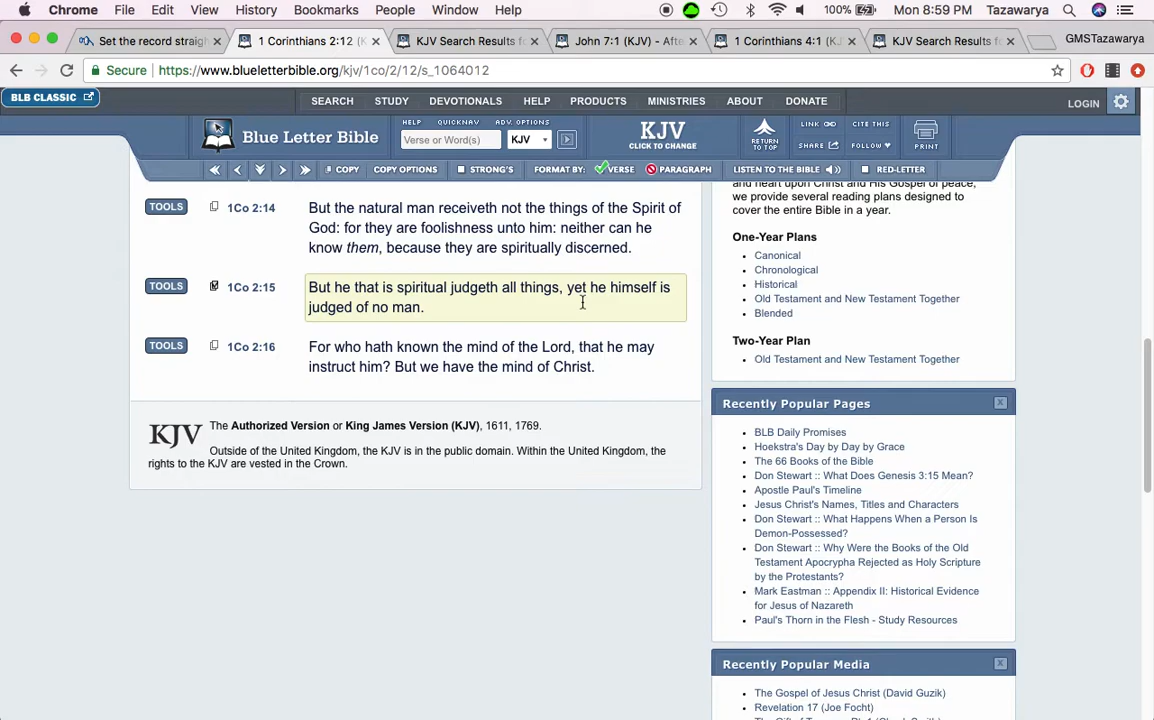 Chrome File Edit View History Bookmarks People Window Help 100% Mon 8:59 PM Tazawarya
Set the record straigh 1 Corinthians 2:12 (K KJV Search Results fo John 7:1 (KJV) - Afte 1 Corinthians 4:1 (KJ KJV Search Results fo GMSTazawarya
Secure https://www.blueletterbible.org/kjv/1co/2/12/s_1064012
BLB CLASSIC
SEARCH STUDY DEVOTIONALS HELP PRODUCTS MINISTRIES ABOUT DONATE LOGIN
HELP QUICKNAV ADV. OPTIONS
Blue Letter Bible Verse or Word(s) KJV
KJV
CLICK TO CHANGE
RETURN
TO TOP
LINK CITE THIS
SHARE FOLLOW PRINT
COPY COPY OPTIONS STRONG'S FORMAT BY: VERSE PARAGRAPH LISTEN TO THE BIBLE RED-LETTER
TOOLS 1Co 2:14 But the natural man receiveth not the things of the Spirit of
God: for they are foolishness unto him: neither can he
know them, because they are spiritually discerned.
TOOLS 1Co 2:15 But he that is spiritual judgeth all things, yet he himself is
judged of no man.
TOOLS 1Co 2:16 For who hath known the mind of the Lord, that he may
instruct him? But we have the mind of Christ.
KJV
The Authorized Version or King James Version (KJV), 1611, 1769.
Outside of the United Kingdom, the KJV is in the public domain. Within the United Kingdom, the
rights to the KJV are vested in the Crown.
and heart upon Christ and His Gospel of peace,
we provide several reading plans designed to
cover the entire Bible in a year.
One-Year Plans
Canonical
Chronological
Historical
Old Testament and New Testament Together
Blended
Two-Year Plan
Old Testament and New Testament Together
Recently Popular Pages x
BLB Daily Promises
Hoekstra's Day by Day by Grace
The 66 Books of the Bible
Don Stewart :: What Does Genesis 3:15 Mean?
Apostle Paul's Timeline
Jesus Christ's Names, Titles and Characters
Don Stewart :: What Happens When a Person Is
Demon-Possessed?
Don Stewart :: Why Were the Books of the Old
Testament Apocrypha Rejected as Holy Scripture
by the Protestants?
Mark Eastman :: Appendix II: Historical Evidence
for Jesus of Nazareth
Paul's Thorn in the Flesh - Study Resources
Recently Popular Media x
The Gospel of Jesus Christ (David Guzik)
Revelation 17 (Joe Focht)